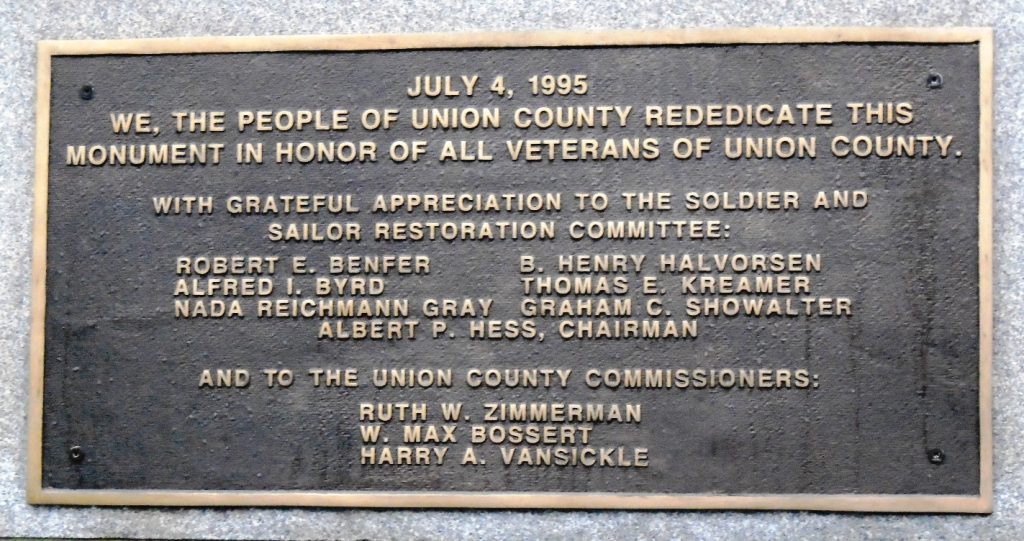 JULY 4, 1995
WE, THE PEOPLE OF UNION COUNTY REDEDICATE THIS
MONUMENT IN HONOR OF ALL VETERANS OF UNION COUNTY.
WITH GRATEFUL APPRECIATION TO THE SOLDIER AND
SAILOR RESTORATION COMMITTEE:
ROBERT E. BENFER B. HENRY HALVORSEN
ALFRED I. BYRD THOMAS E. KREAMER
NADA REICHMANN GRAY GRAHAM C. SHOWALTER
ALBERT P. HESS, CHAIRMAN
AND TO THE UNION COUNTY COMMISSIONERS:
RUTH W. ZIMMERMAN
W. MAX BOSSERT
HARRY A. VANSICKLE